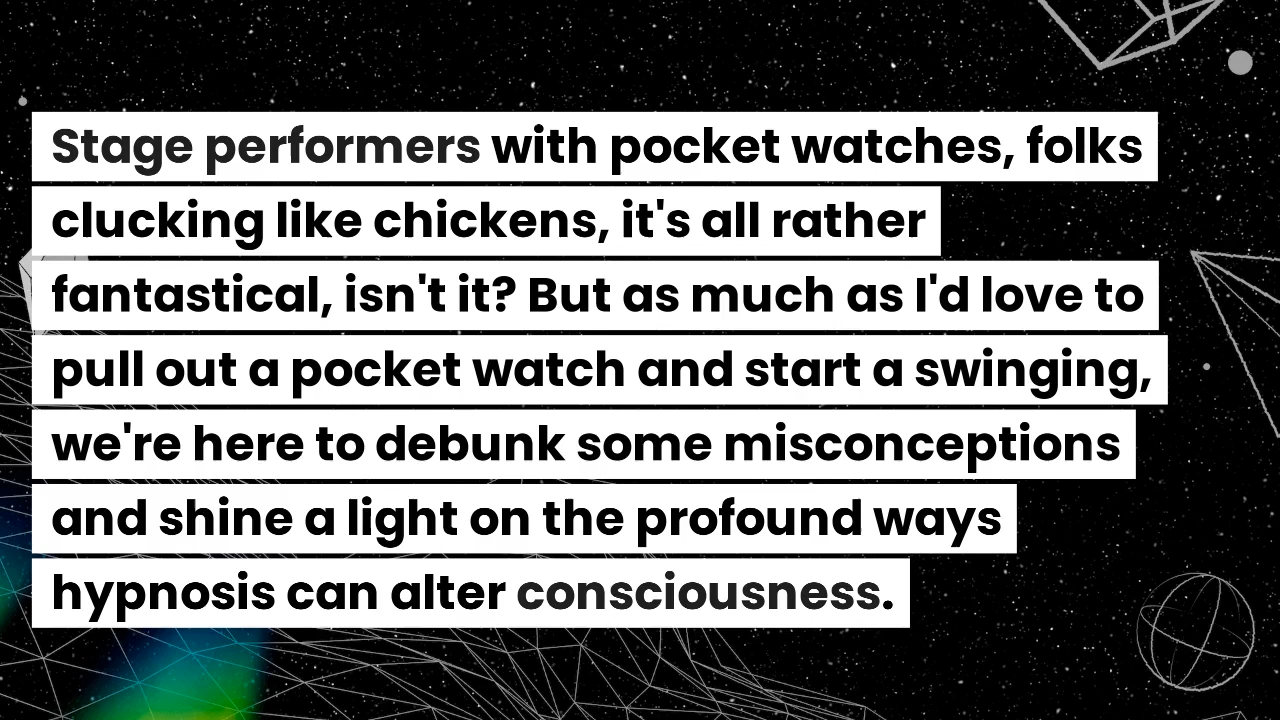 Stage performers with pocket watches, folks
clucking like chickens, it's all rather
fantastical, isn't it? But as much as I'd love to
pull out a pocket watch and start a swinging,
we're here to debunk some misconceptions
and shine a light on the profound ways
hypnosis can alter consciousness.